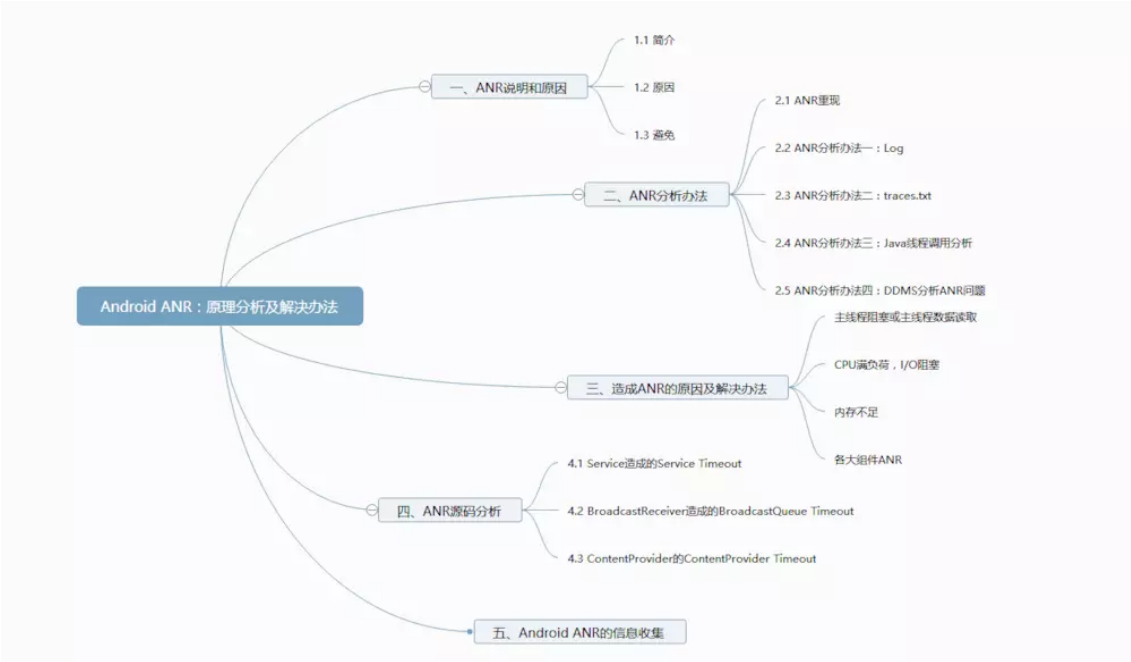 Android ANR：原理分析及解决办法
一、ANR说明和原因
1.1 简介
1.2 原因
1.3 避免
二、ANR分析办法
2.1 ANR重现
2.2 ANR分析办法一：Log
2.3 ANR分析办法二：traces.txt
2.4 ANR分析办法三：Java线程调用分析
2.5 ANR分析办法四：DDMS分析ANR问题
三、造成ANR的原因及解决办法
主线程阻塞或主线程数据读取
CPU满负荷，I/O阻塞
内存不足
各大组件ANR
四、ANR源码分析
4.1 Service造成的Service Timeout
4.2 BroadcastReceiver造成的BroadcastQueue Timeout
4.3 ContentProvider的ContentProvider Timeout
五、Android ANR的信息收集